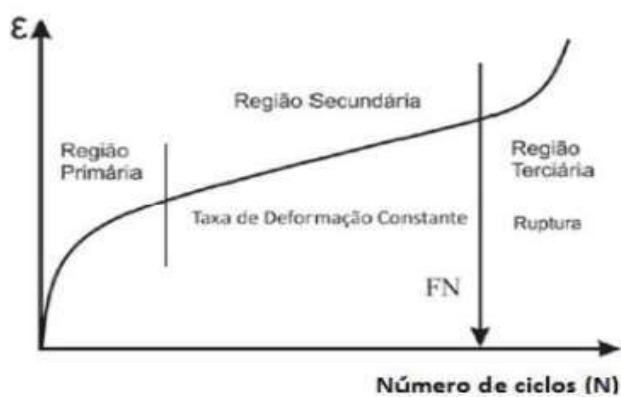 ε
Região Secundária
Região
Primária
Região
Terciária
Taxa de Deformação Constante
Ruptura
FN
Número de ciclos (N)